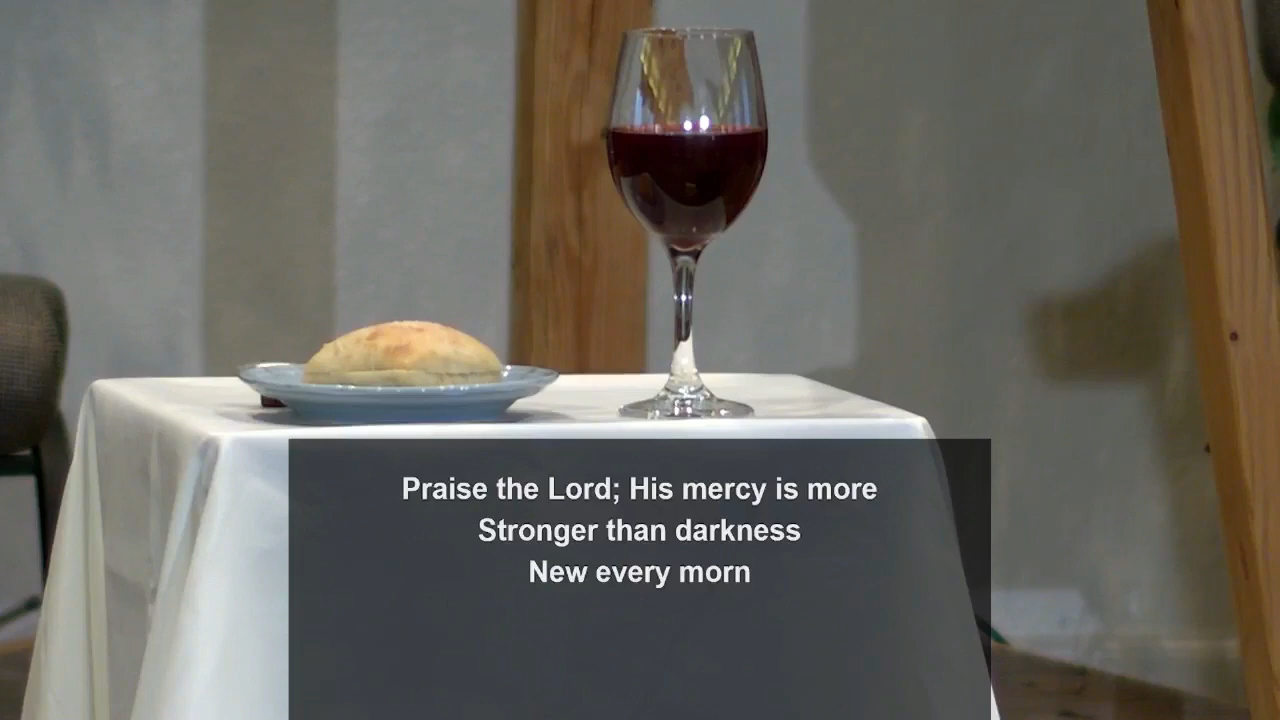 Praise the Lord; His mercy is more
Stronger than darkness
New every morn